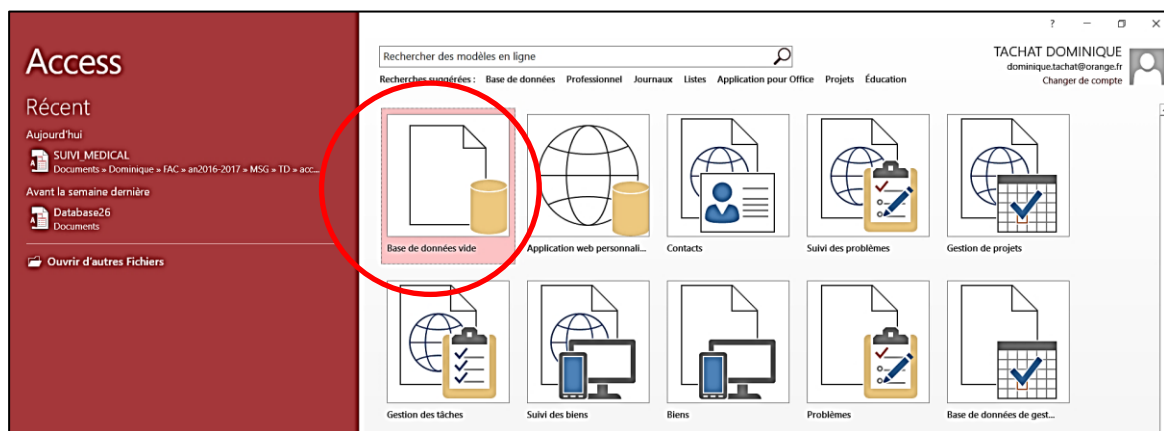 Access
Récent
Aujourd'hui
SUIVI_MEDICAL
Documents » Dominique » FAC » an2016-2017 » MSG » TD » acc...
Avant la semaine dernière
Database26
Documents
Ouvrir d'autres Fichiers
?
Rechercher des modèles en ligne
TACHAT DOMINIQUE
dominique.tachat@orange.fr
Changer de compte
Recherches suggérées : Base de données Professionnel Journaux Listes Application pour Office Projets Éducation
Base de données vide Application web personnali... Contacts Suivi des problèmes Gestion de projets
Gestion des tâches Suivi des biens Biens Problèmes Base de données de gest...